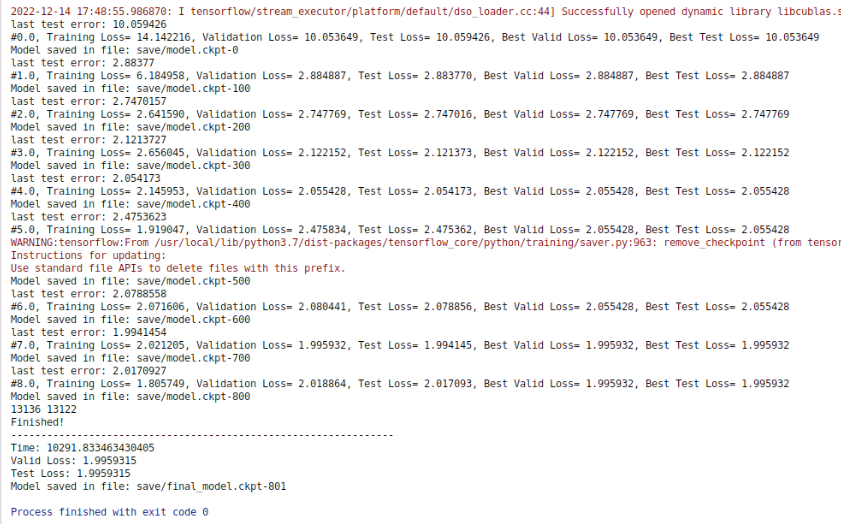 2022-12-14 17:48:55.986870: I tensorflow/stream_executor/platform/default/dso_loader.cc:44] Successfully opened dynamic library libcublas.s
last test error: 10.059426
#0.0, Training Loss= 14.142216, Validation Loss= 10.053649, Test Loss= 10.059426, Best Valid Loss= 10.053649, Best Test Loss= 10.053649
Model saved in file: save/model.ckpt-0
last test error: 2.88377
#1.0, Training Loss= 6.184958, Validation Loss= 2.884887, Test Loss= 2.883770, Best Valid Loss= 2.884887, Best Test Loss= 2.884887
Model saved in file: save/model.ckpt-100
last test error: 2.7470157
#2.0, Training Loss= 2.641590, Validation Loss= 2.747769, Test Loss= 2.747016, Best Valid Loss= 2.747769, Best Test Loss= 2.747769
Model saved in file: save/model.ckpt-200
last test error: 2.1213727
#3.0, Training Loss= 2.656045, Validation Loss= 2.122152, Test Loss= 2.121373, Best Valid Loss= 2.122152, Best Test Loss= 2.122152
Model saved in file: save/model.ckpt-300
last test error: 2.054173
#4.0, Training Loss= 2.145953, Validation Loss= 2.055428, Test Loss= 2.054173, Best Valid Loss= 2.055428, Best Test Loss= 2.055428
Model saved in file: save/model.ckpt-400
last test error: 2.4753623
#5.0, Training Loss= 1.919047, Validation Loss= 2.475834, Test Loss= 2.475362, Best Valid Loss= 2.055428, Best Test Loss= 2.055428
WARNING:tensorflow:From /usr/local/lib/python3.7/dist-packages/tensorflow_core/python/training/saver.py:963: remove_checkpoint (from tensor
Instructions for updating:
Use standard file APIs to delete files with this prefix.
Model saved in file: save/model.ckpt-500
last test error: 2.0788558
#6.0, Training Loss= 2.071606, Validation Loss= 2.080441, Test Loss= 2.078856, Best Valid Loss= 2.055428, Best Test Loss= 2.055428
Model saved in file: save/model.ckpt-600
last test error: 1.9941454
#7.0, Training Loss= 2.021205, Validation Loss= 1.995932, Test Loss= 1.994145, Best Valid Loss= 1.995932, Best Test Loss= 1.995932
Model saved in file: save/model.ckpt-700
last test error: 2.0170927
#8.0, Training Loss= 1.805749, Validation Loss= 2.018864, Test Loss= 2.017093, Best Valid Loss= 1.995932, Best Test Loss= 1.995932
Model saved in file: save/model.ckpt-800
13136 13122
Finished!
----------------------------------------------------------------
Time: 10291.833463430405
Valid Loss: 1.9959315
Test Loss: 1.9959315
Model saved in file: save/final_model.ckpt-801
Process finished with exit code 0